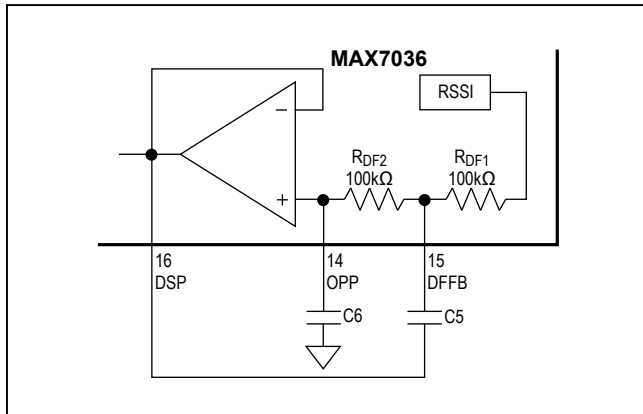 MAX7036
RSSI
−
+
RDF2
100kΩ
RDF1
100kΩ
16
DSP
14
OPP
15
DFFB
C6
C5